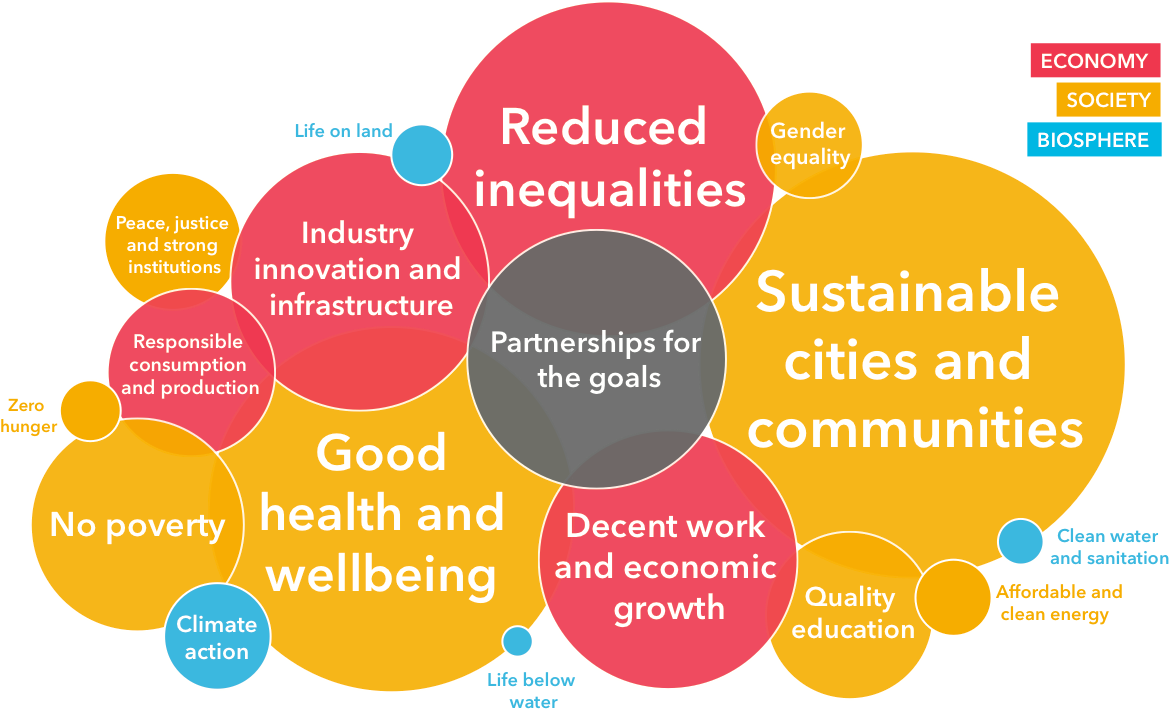 ECONOMY
SOCIETY
BIOSPHERE
Life on land
Reduced
inequalities
Gender
equality
Peace, justice
and strong
institutions
Industry
innovation and
infrastructure
Sustainable
cities and
communities
Responsible
consumption
and production
Partnerships for
the goals
Zero
hunger
No poverty
Good
health and
wellbeing
Decent work
and economic
growth
Clean water
and sanitation
Quality
education
Affordable and
clean energy
Climate
action
Life below
water